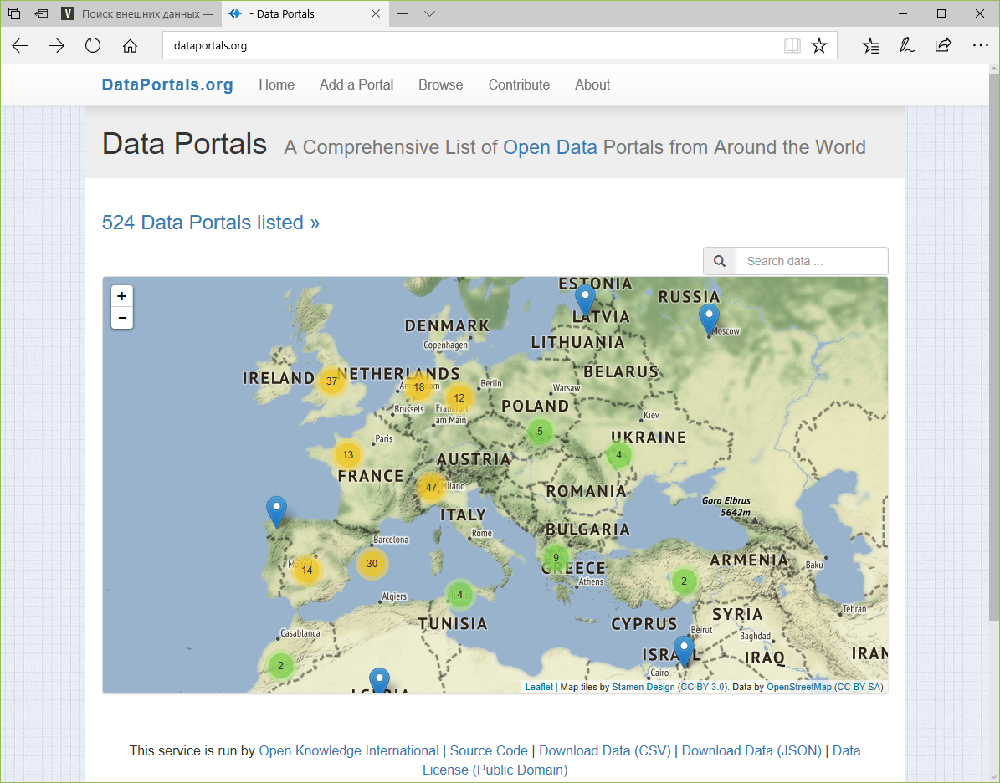 Поиск внешних данных —
- Data Portals
dataportals.org
DataPortals.org Home Add a Portal Browse Contribute About
Data Portals A Comprehensive List of Open Data Portals from Around the World
524 Data Portals listed »
Search data ...
+
−
ESTONIA
RUSSIA
LATVIA
Moscow
DENMARK
Copenhagen
LITHUANIA
BELARUS
IRELAND
37
NETHERLANDS
18
Berlin
Warsaw
12
Brussels
Frankfurt
am Main
POLAND
Kiev
5
UKRAINE
Paris
13
4
AUSTRIA
FRANCE
47
Milano
ROMANIA
Gora Elbrus
5642m
ITALY
Rome
BULGARIA
Barcelona
30
14
9
GREECE
Athens
ARMENIA
Baku
2
4
Algiers
TUNISIA
CYPRUS
SYRIA
Tehran
Casablanca
Beirut
Baghdad
2
ISRAEL
IRAQ
IRAN
Cairo
Leaflet | Map tiles by Stamen Design (CC BY 3.0). Data by OpenStreetMap (CC BY SA)
This service is run by Open Knowledge International | Source Code | Download Data (CSV) | Download Data (JSON) | Data
License (Public Domain)